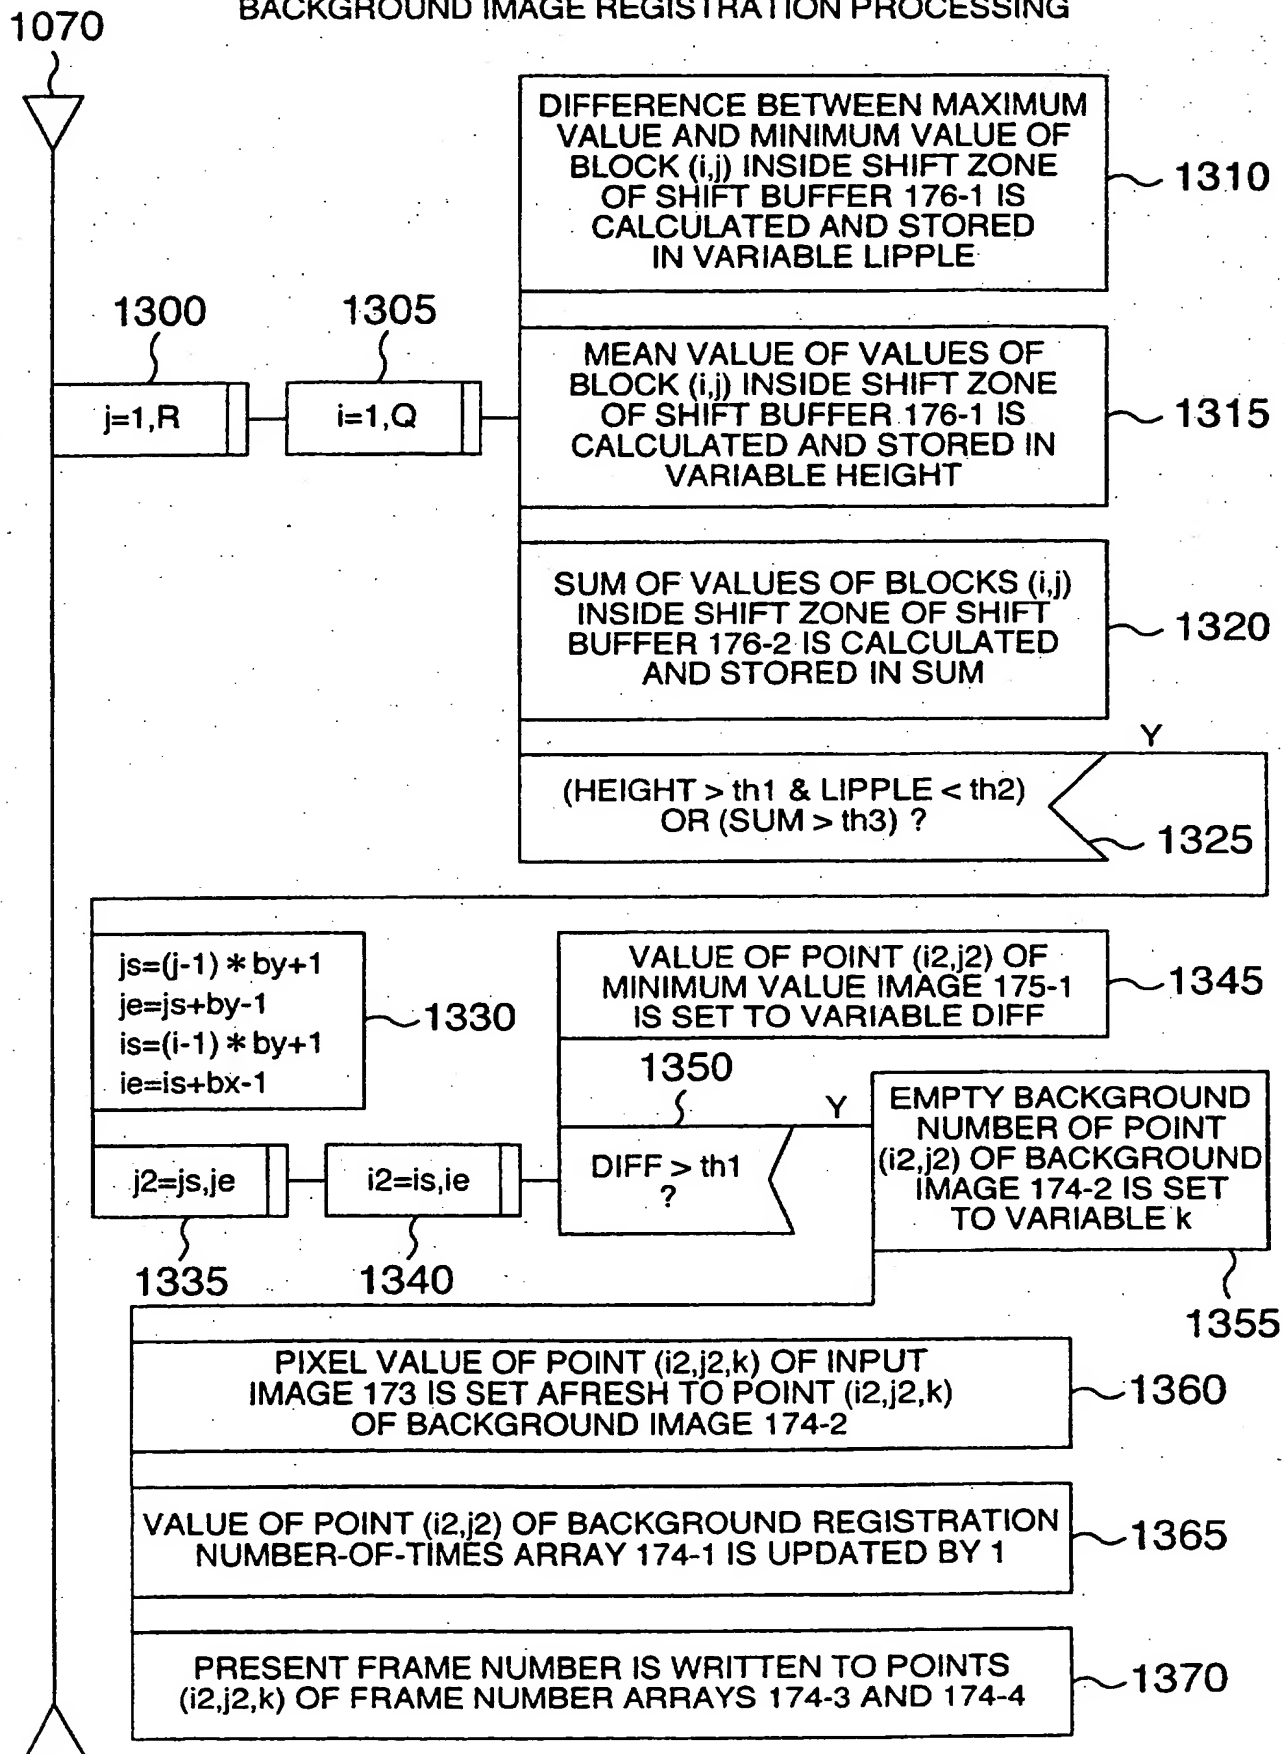 BACKGROUND IMAGE REGISTRATION PROCESSING
1070
DIFFERENCE BETWEEN MAXIMUM
VALUE AND MINIMUM VALUE OF
BLOCK (i,j) INSIDE SHIFT ZONE
OF SHIFT BUFFER 176-1 IS
CALCULATED AND STORED
IN VARIABLE LIPPLE
1310
1300
1305
j=1,R
i=1,Q
MEAN VALUE OF VALUES OF
BLOCK (i,j) INSIDE SHIFT ZONE
OF SHIFT BUFFER 176-1 IS
CALCULATED AND STORED IN
VARIABLE HEIGHT
1315
SUM OF VALUES OF BLOCKS (i,j)
INSIDE SHIFT ZONE OF SHIFT
BUFFER 176-2 IS CALCULATED
AND STORED IN SUM
1320
Y
(HEIGHT > th1 & LIPPLE < th2)
OR (SUM > th3) ?
1325
js=(j-1) * by+1
je=js+by-1
is=(i-1) * by+1
ie=is+bx-1
1330
VALUE OF POINT (i2,j2) OF
MINIMUM VALUE IMAGE 175-1
IS SET TO VARIABLE DIFF
1345
1350
Y
j2=js,je
i2=is,ie
DIFF > th1
?
EMPTY BACKGROUND
NUMBER OF POINT
(i2,j2) OF BACKGROUND
IMAGE 174-2 IS SET
TO VARIABLE k
1335
1340
1355
PIXEL VALUE OF POINT (i2,j2,k) OF INPUT
IMAGE 173 IS SET AFRESH TO POINT (i2,j2,k)
OF BACKGROUND IMAGE 174-2
1360
VALUE OF POINT (i2,j2) OF BACKGROUND REGISTRATION
NUMBER-OF-TIMES ARRAY 174-1 IS UPDATED BY 1
1365
PRESENT FRAME NUMBER IS WRITTEN TO POINTS
(i2,j2,k) OF FRAME NUMBER ARRAYS 174-3 AND 174-4
1370